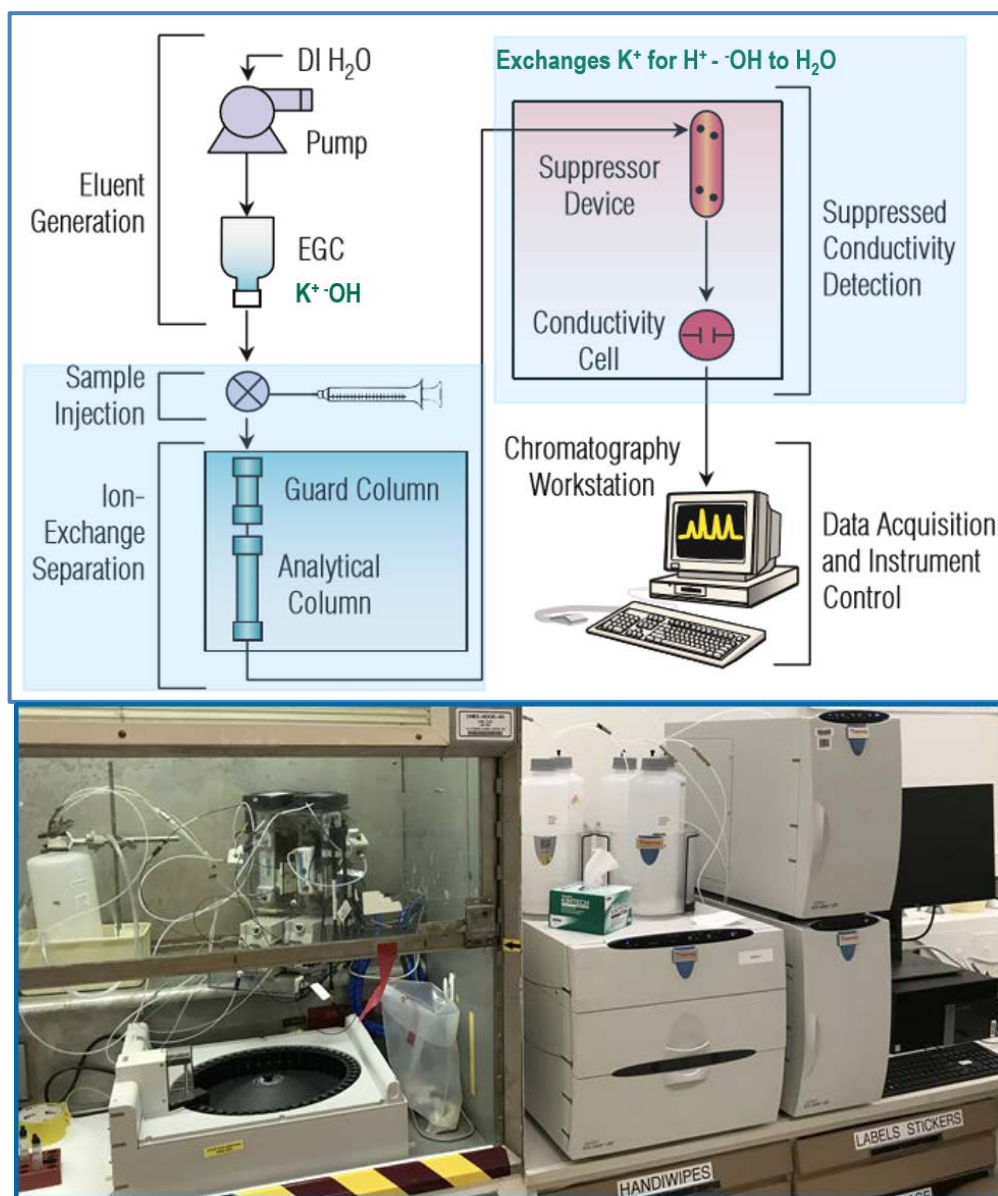 DI H₂O
Pump
Eluent
Generation
EGC
K⁺ ⁻OH
Sample
Injection
Ion-
Exchange
Separation
Guard Column
Analytical
Column
Exchanges K⁺ for H⁺ - ⁻OH to H₂O
Suppressor
Device
Suppressed
Conductivity
Detection
Conductivity
Cell
Chromatography
Workstation
Data Acquisition
and Instrument
Control
KIMTECH
HANDIWIPES
LABELS STICKERS